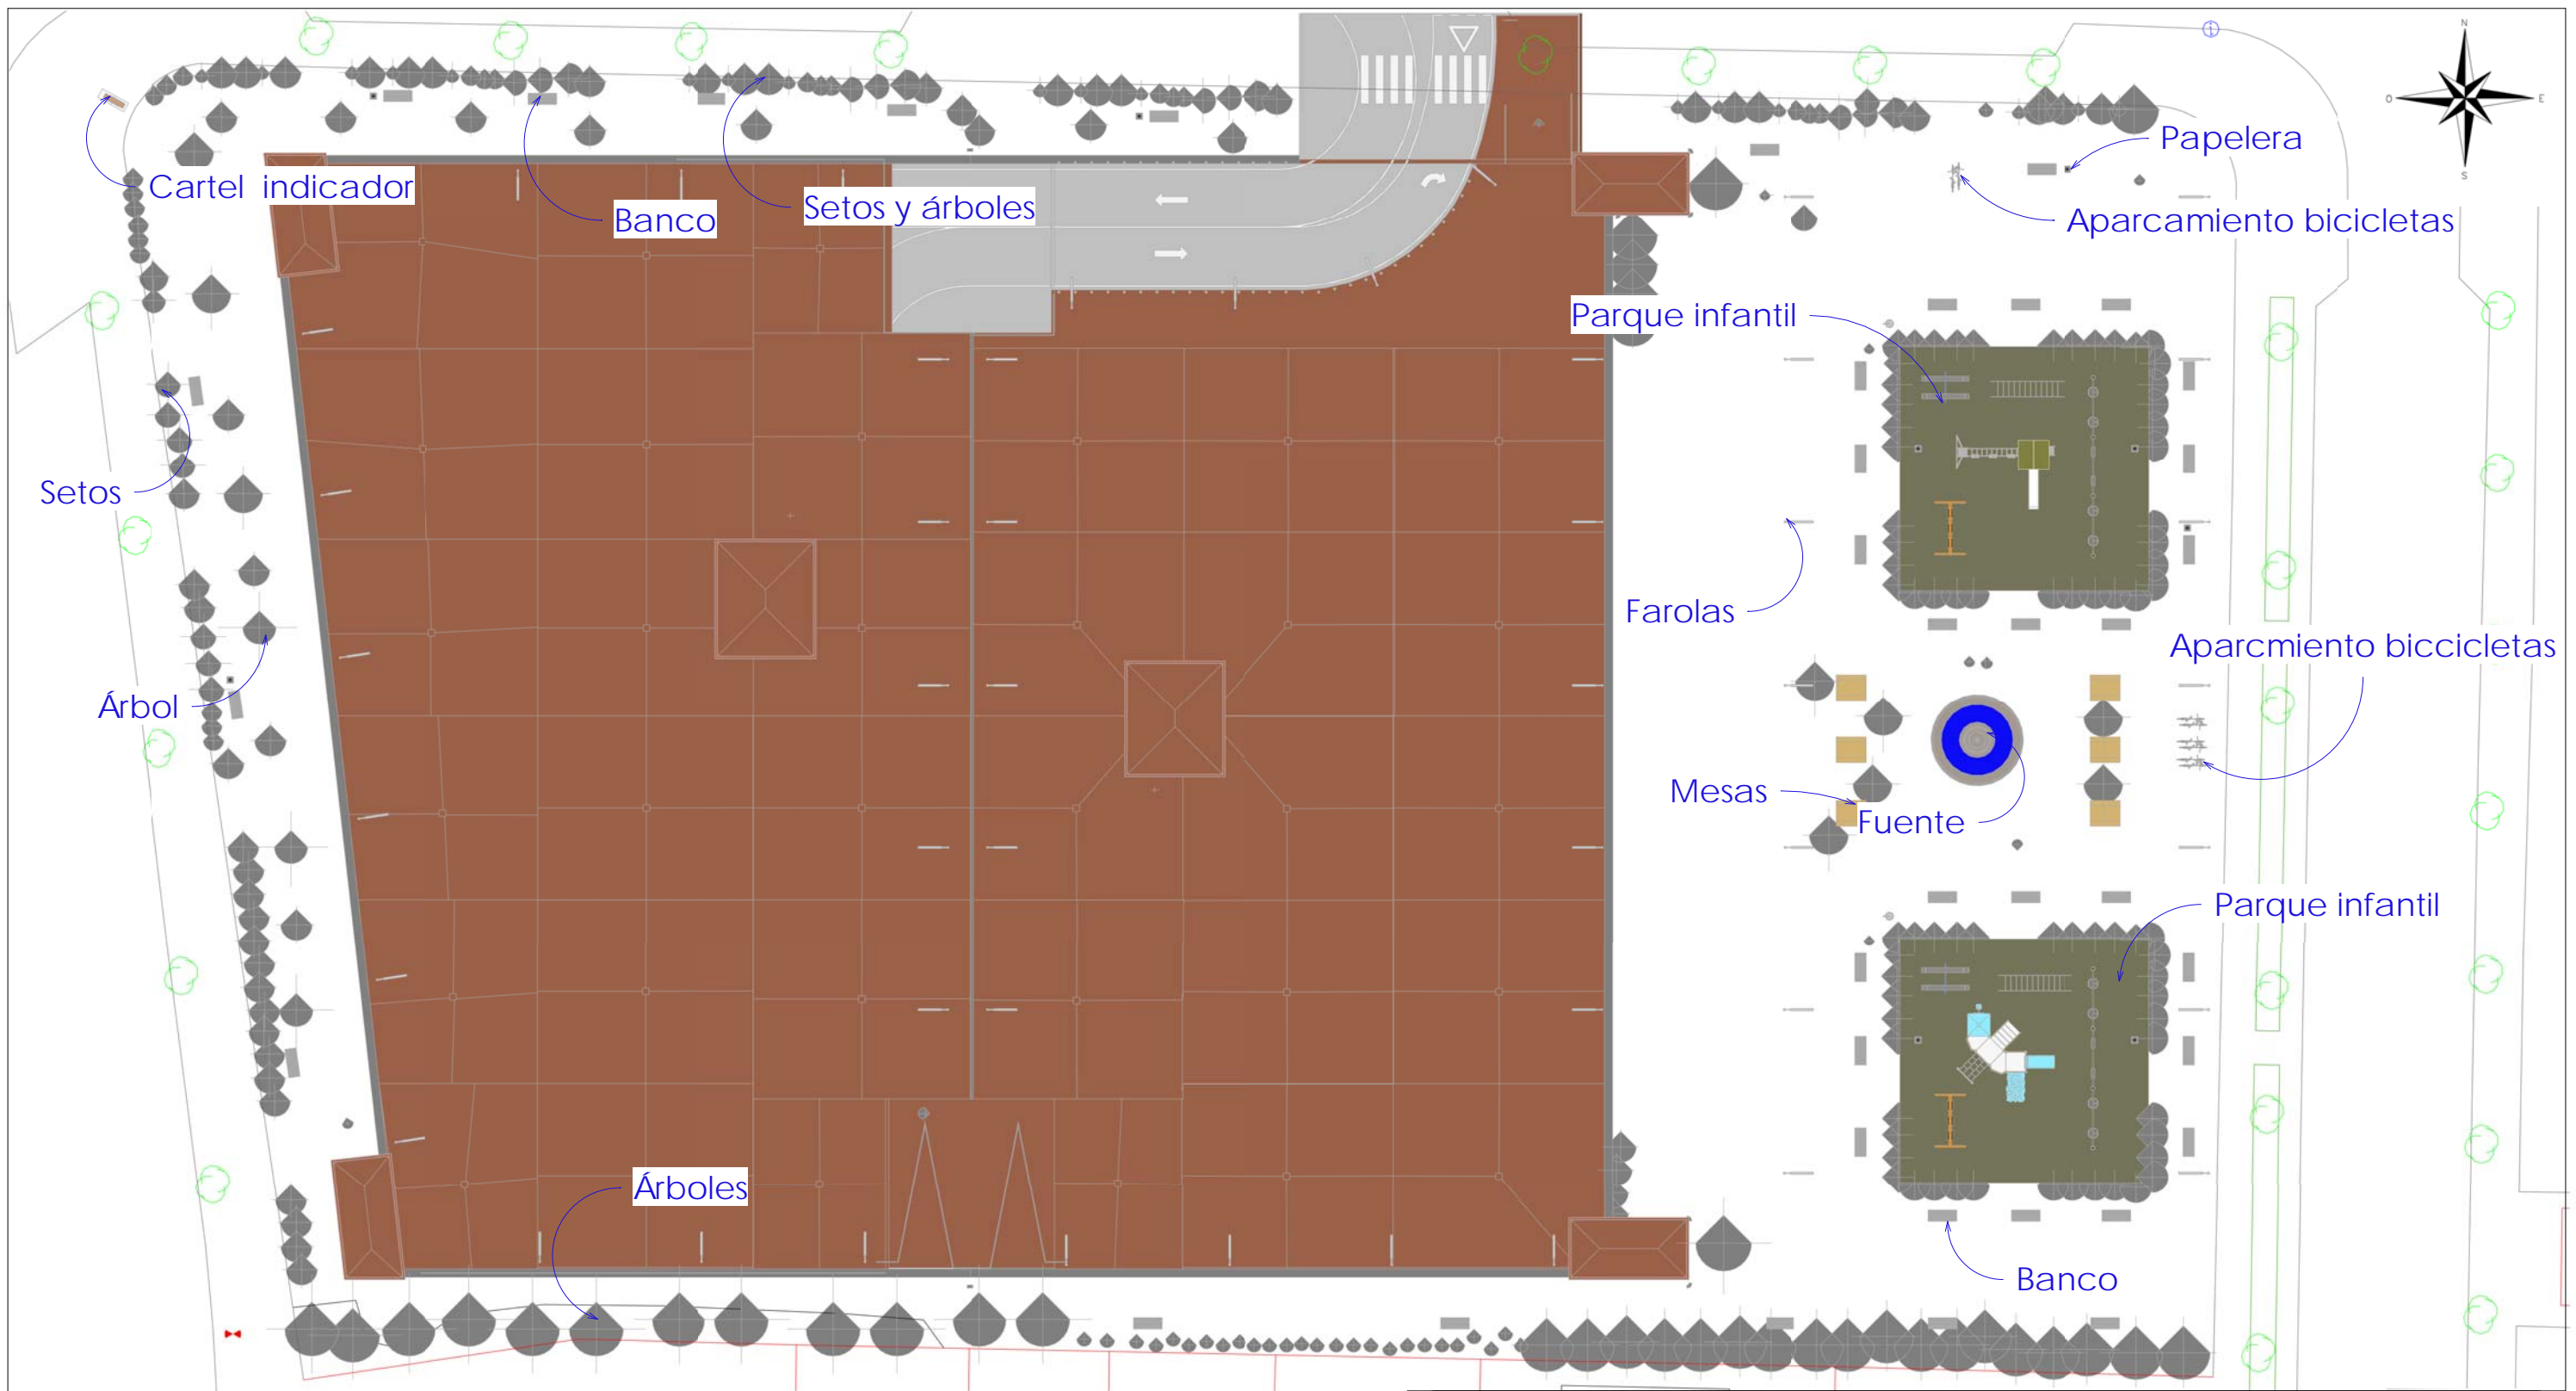 N
O
E
S
Papelera
Cartel indicador
Banco
Setos y árboles
Aparcamiento bicicletas
Parque infantil
Setos
Farolas
Aparcmiento biccicletas
Árbol
Mesas
Fuente
Parque infantil
Árboles
Banco